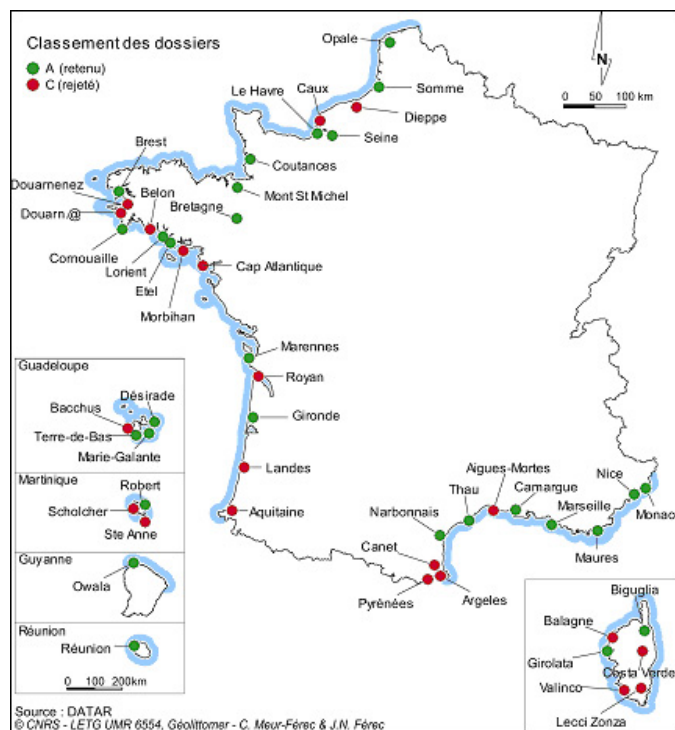 Classement des dossiers
A (retenu)
C (rejeté)
N
0 50 100 km
Opale
Somme
Le Havre
Caux
Dieppe
Seine
Coutances
Mont St Michel
Bretagne
Brest
Douarnenez
Belon
Douarn.@
Cornouaille
Lorient
Etel
Morbihan
Cap Atlantique
Marennes
Royan
Gironde
Landes
Aquitaine
Narbonnais
Thau
Aigues-Mortes
Camargue
Marseille
Nice
Monac
Maures
Canet
Pyrénées
Argeles
Guadeloupe
Désirade
Bacchus
Terre-de-Bas
Marie-Galante
Martinique
Robert
Scholcher
Ste Anne
Guyanne
Owala
Réunion
Réunion
0 100 200km
Biguglia
Balagne
Girolata
Costa Verde
Valinco
Lecci Zonza
Source : DATAR
© CNRS - LETG UMR 6554, Géolittomer - C. Meur-Férec & J.N. Férec